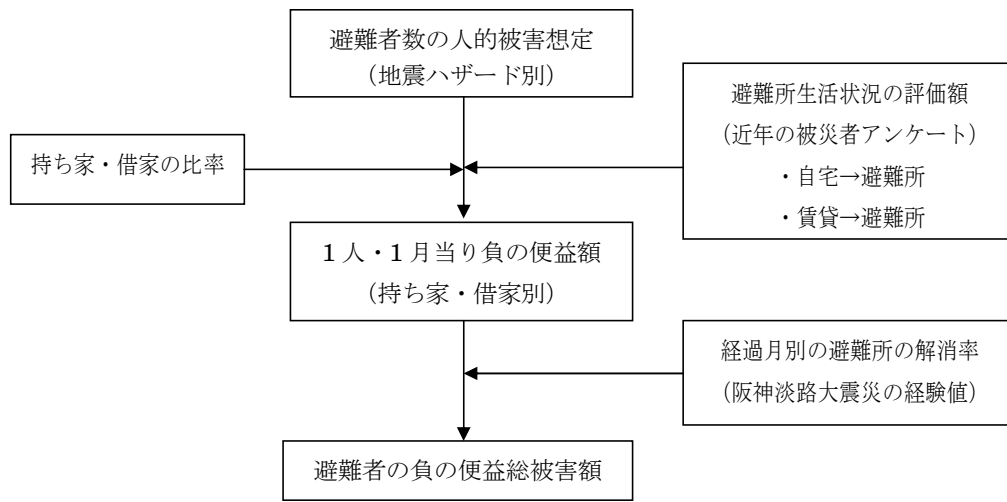 避難者数の人的被害想定
（地震ハザード別）
避難所生活状況の評価額
（近年の被災者アンケート）
・自宅→避難所
・賃貸→避難所
持ち家・借家の比率
1人・1月当り負の便益額
（持ち家・借家別）
経過月別の避難所の解消率
（阪神淡路大震災の経験値）
避難者の負の便益総被害額